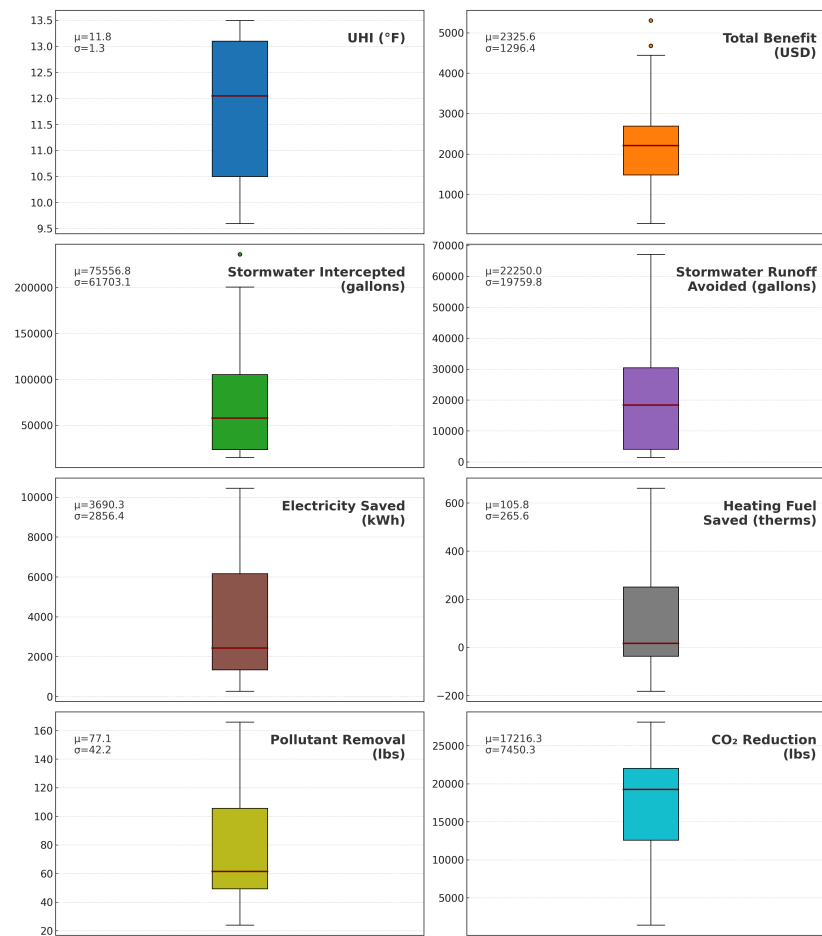 13.5
13.0
12.5
12.0
11.5
11.0
10.5
10.0
9.5
μ=11.8
σ=1.3
UHI (°F)
5000
4000
3000
2000
1000
μ=2325.6
σ=1296.4
Total Benefit
(USD)
200000
150000
100000
50000
μ=75556.8
σ=61703.1
Stormwater Intercepted
(gallons)
70000
60000
50000
40000
30000
20000
10000
0
μ=22250.0
σ=19759.8
Stormwater Runoff
Avoided (gallons)
10000
8000
6000
4000
2000
0
μ=3690.3
σ=2856.4
Electricity Saved
(kWh)
600
400
200
0
−200
μ=105.8
σ=265.6
Heating Fuel
Saved (therms)
160
140
120
100
80
60
40
20
μ=77.1
σ=42.2
Pollutant Removal
(lbs)
25000
20000
15000
10000
5000
μ=17216.3
σ=7450.3
CO₂ Reduction
(lbs)